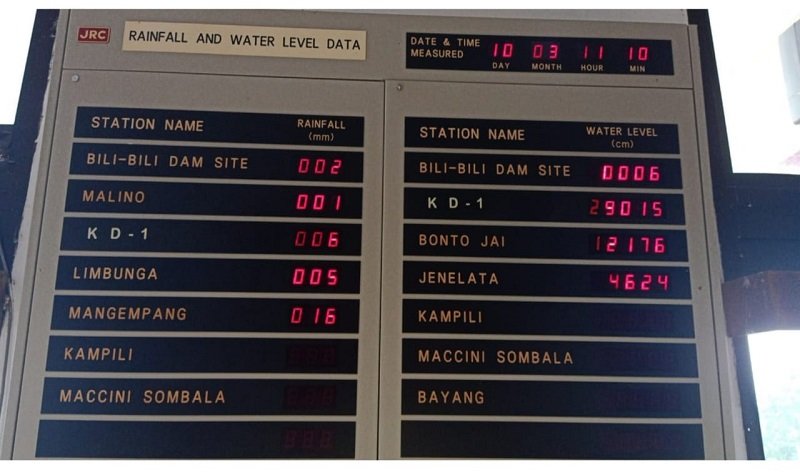 JRC
RAINFALL AND WATER LEVEL DATA
DATE & TIME MEASURED
10 03 11 10
DAY MONTH HOUR MIN
STATION NAME RAINFALL (mm)
BILI-BILI DAM SITE 002
MALINO 001
K D-1 006
LIMBUNGA 005
MANGEMPANG 016
KAMPILI
MACCINI SOMBALA
STATION NAME WATER LEVEL (cm)
BILI-BILI DAM SITE 0006
K D-1 29015
BONTO JAI 12176
JENELATA 4624
KAMPILI
MACCINI SOMBALA
BAYANG